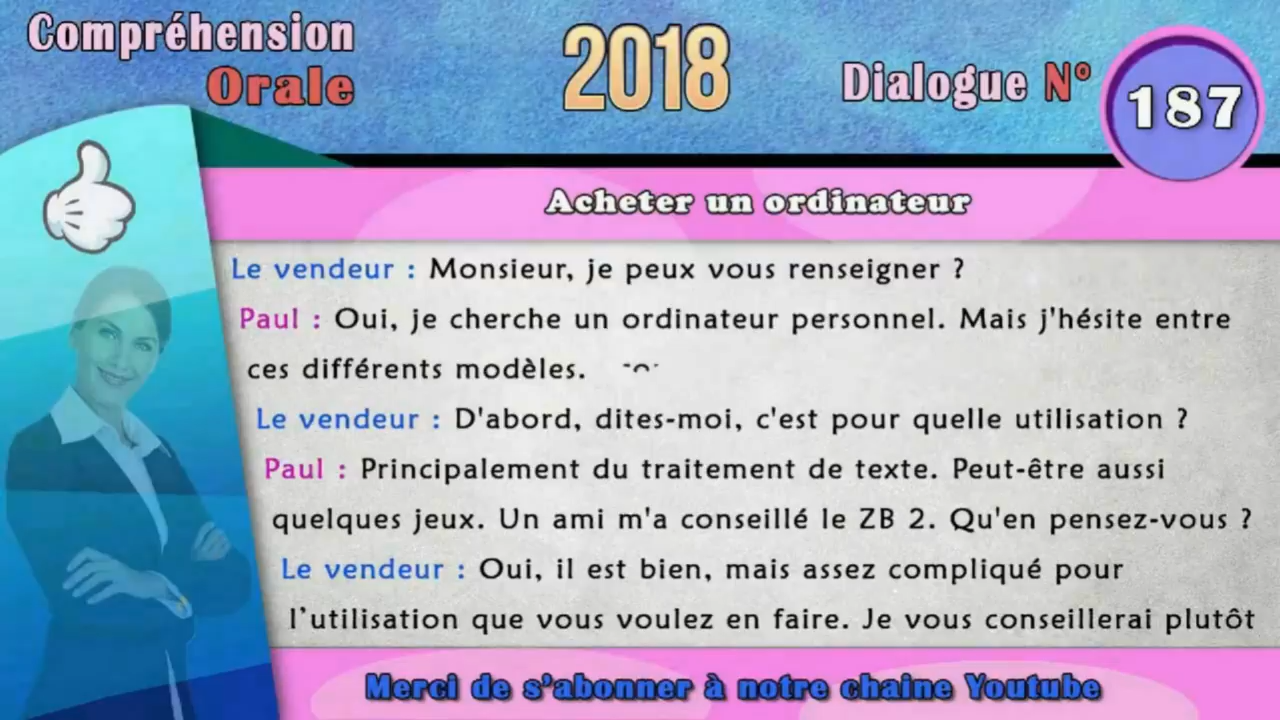 Compréhension
Orale
2018
Dialogue N°
187
Acheter un ordinateur
Le vendeur : Monsieur, je peux vous renseigner ?
Paul : Oui, je cherche un ordinateur personnel. Mais j'hésite entre
ces différents modèles.
Le vendeur : D'abord, dites-moi, c'est pour quelle utilisation ?
Paul : Principalement du traitement de texte. Peut-être aussi
quelques jeux. Un ami m'a conseillé le ZB 2. Qu'en pensez-vous ?
Le vendeur : Oui, il est bien, mais assez compliqué pour
l’utilisation que vous voulez en faire. Je vous conseillerai plutôt
Merci de s’abonner à notre chaine Youtube